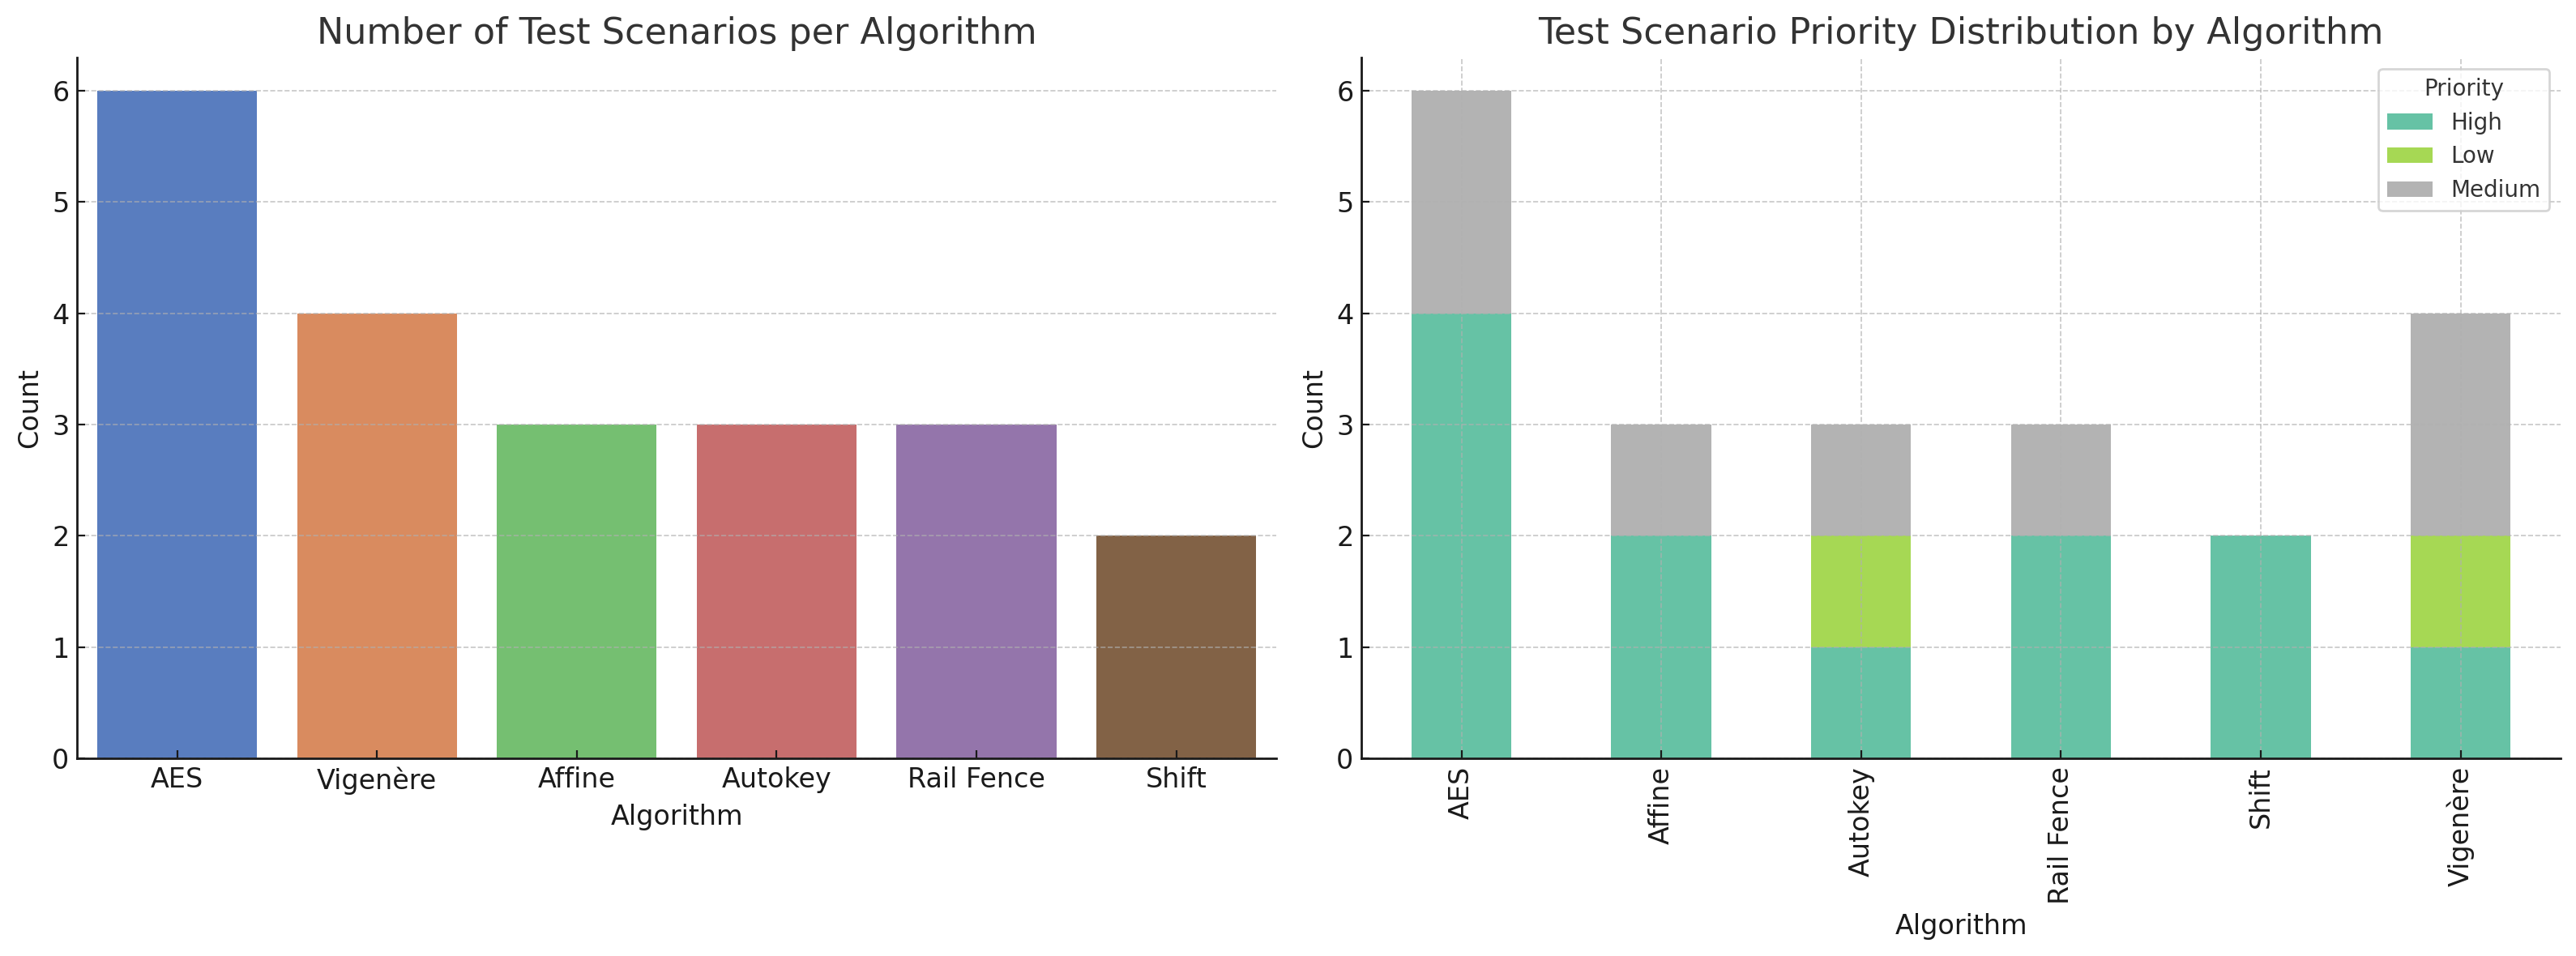 Number of Test Scenarios per Algorithm
Count
6
5
4
3
2
1
0
AES
Vigenère
Affine
Autokey
Rail Fence
Shift
Algorithm
Test Scenario Priority Distribution by Algorithm
Count
6
5
4
3
2
1
0
Priority
High
Low
Medium
AES
Affine
Autokey
Rail Fence
Shift
Vigenère
Algorithm